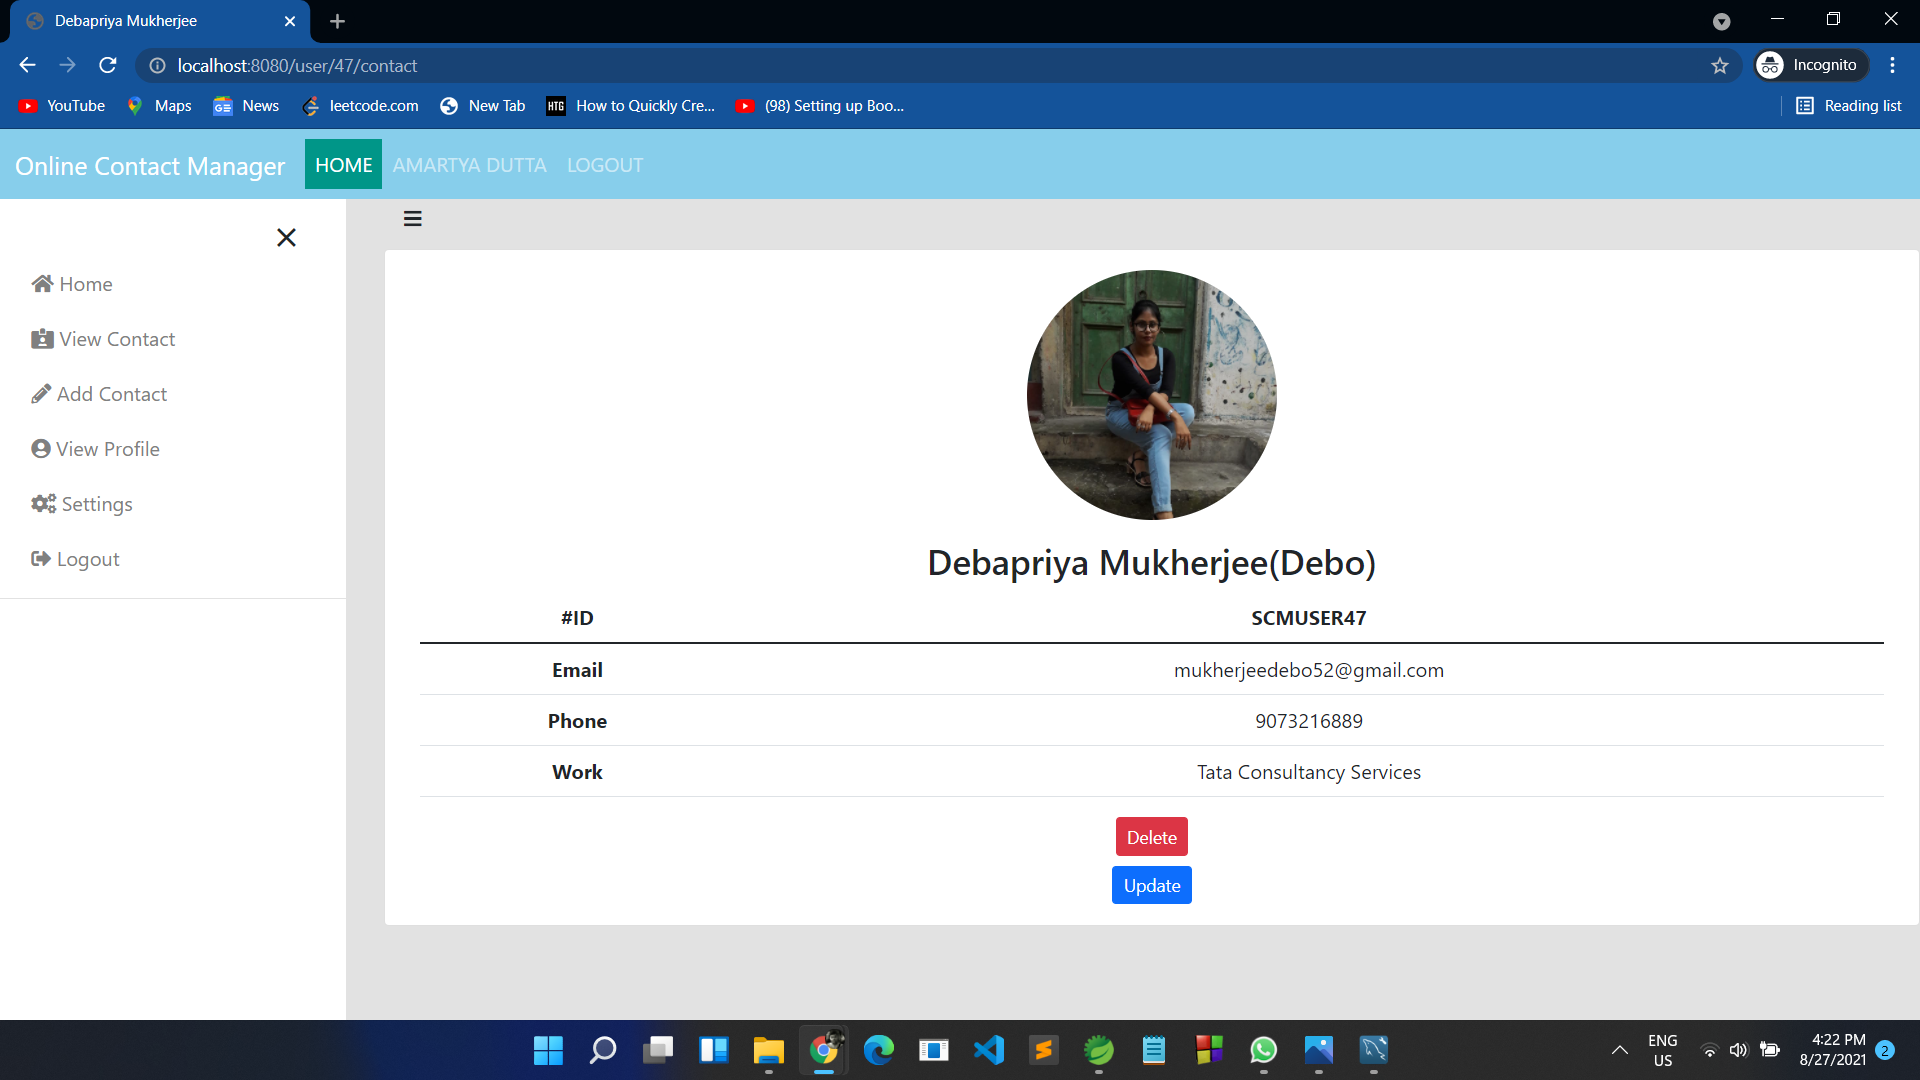 Debapriya Mukherjee
localhost:8080/user/47/contact
Incognito
YouTube Maps News leetcode.com New Tab HTG How to Quickly Cre... (98) Setting up Boo... Reading list
Online Contact Manager HOME AMARTYA DUTTA LOGOUT
Home
View Contact
Add Contact
View Profile
Settings
Logout
Debapriya Mukherjee(Debo)
#ID SCMUSER47
Email mukherjeedebo52@gmail.com
Phone 9073216889
Work Tata Consultancy Services
Delete
Update
ENG
US
4:22 PM
8/27/2021
2